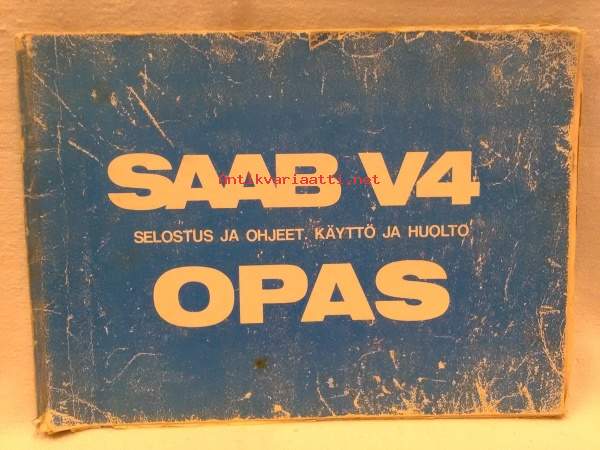 SAAB V4
antikvariaatti.net
SELOSTUS JA OHJEET, KÄYTTÖ JA HUOLTO
OPAS